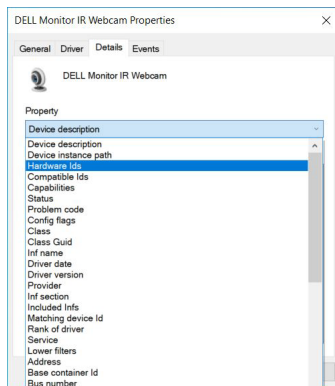 DELL Monitor IR Webcam Properties
General Driver Details Events
DELL Monitor IR Webcam
Property
Device description
Device description
Device instance path
Hardware Ids
Compatible Ids
Capabilities
Status
Problem code
Config flags
Class
Class Guid
Inf name
Driver date
Driver version
Provider
Inf section
Included Infs
Matching device Id
Rank of driver
Service
Lower filters
Address
Base container Id
Bus number